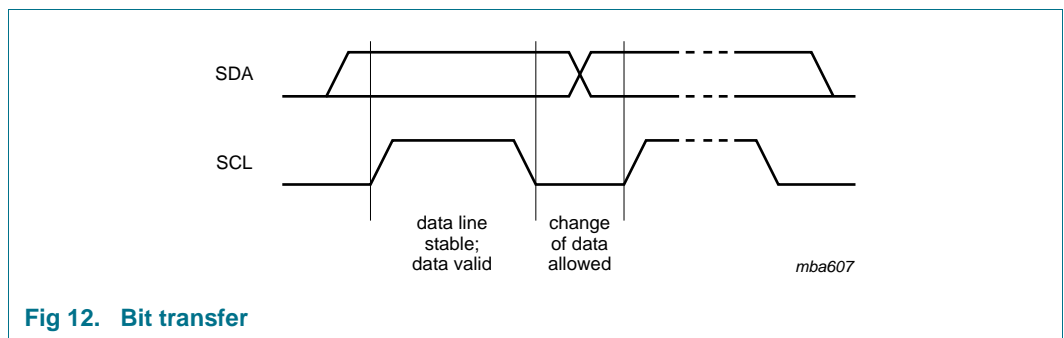 SDA
SCL
data line
stable;
data valid
change
of data
allowed
mba607
Fig 12. Bit transfer